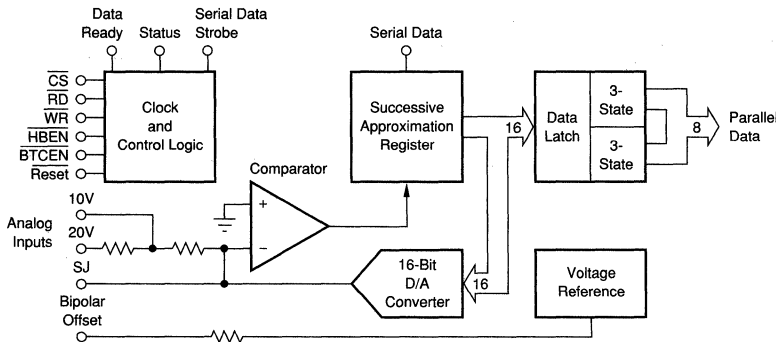 Data
Ready
Status
Serial Data
Strobe
Serial Data
CS
RD
WR
HBEN
BTCEN
Reset
Clock
and
Control Logic
Successive
Approximation
Register
16
Data
Latch
3-
State
3-
State
8
Parallel
Data
Comparator
+
−
10V
Analog
Inputs
20V
SJ
Bipolar
Offset
16-Bit
D/A
Converter
16
Voltage
Reference